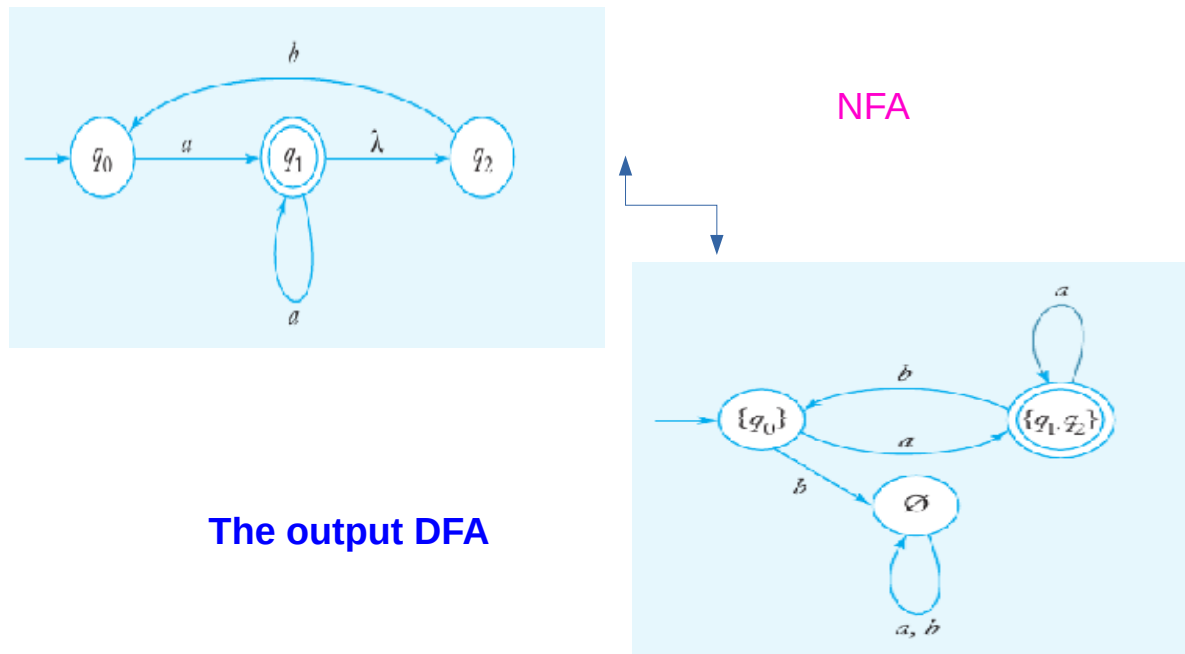 b
NFA
q0 a q1 λ q2
a
a
b
{q0} {q1,q2}
a
b
∅
The output DFA
a, b